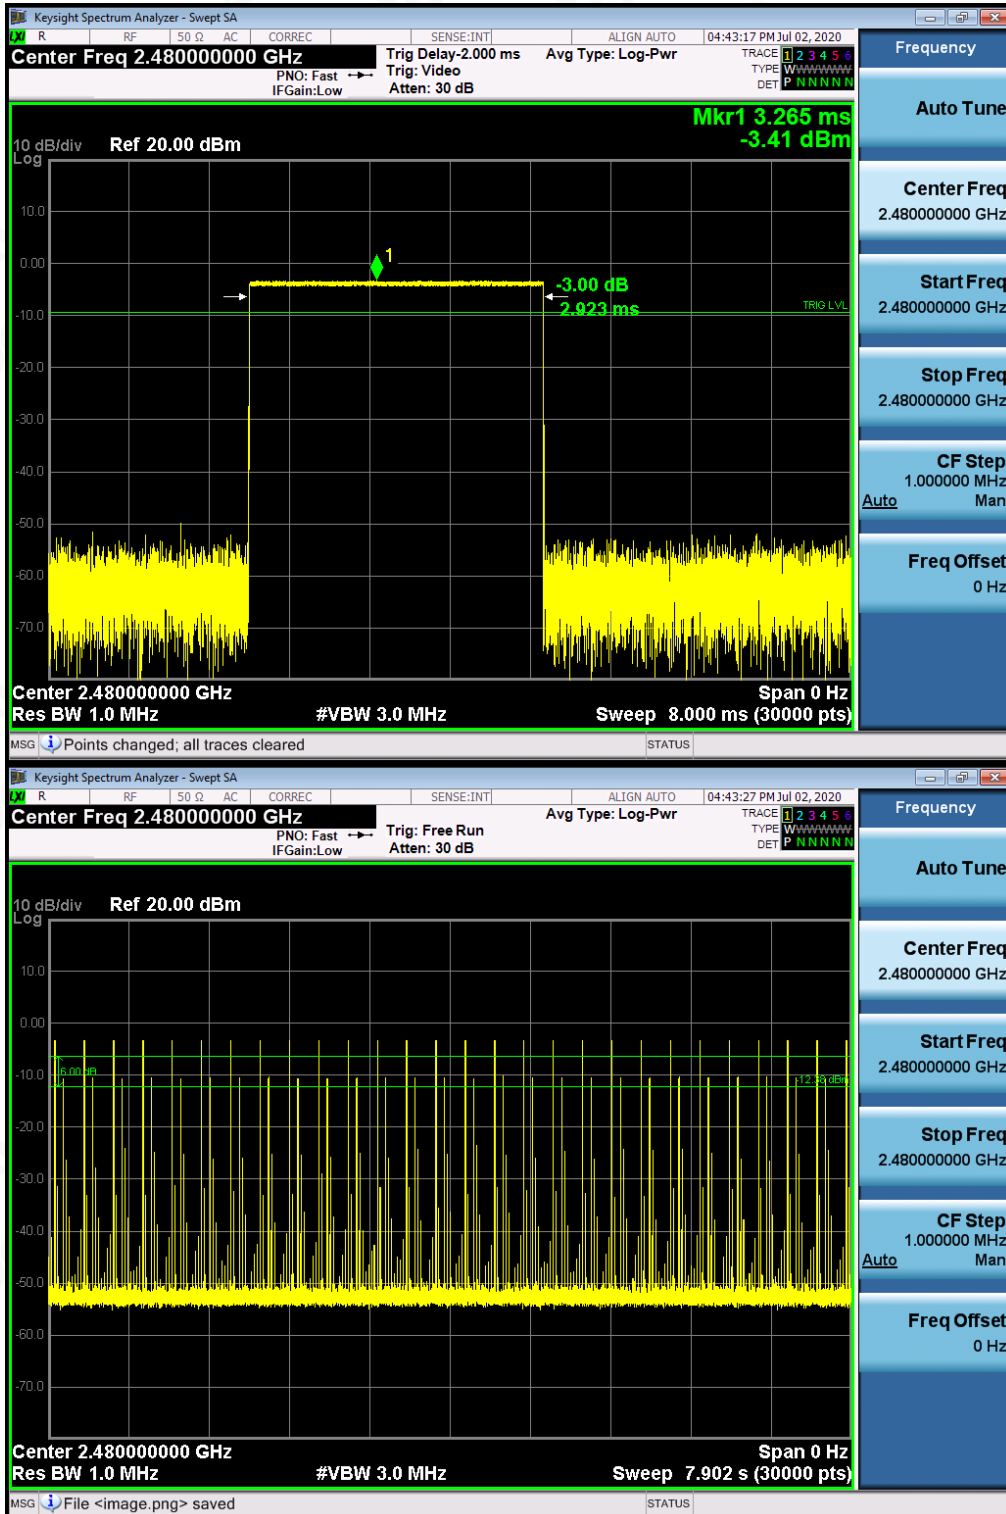 Keysight Spectrum Analyzer - Swept SA
LXI R RF 50 Ω AC CORREC SENSE:INT ALIGN AUTO 04:43:17 PM Jul 02, 2020
Center Freq 2.480000000 GHz Trig Delay-2.000 ms Avg Type: Log-Pwr TRACE 1 2 3 4 5 6
PNO: Fast Trig: Video TYPE WWWWWW
IFGain:Low Atten: 30 dB DET P N N N N N
Mkr1 3.265 ms
-3.41 dBm
10 dB/div Ref 20.00 dBm
Log
10.0
0.00
1
-3.00 dB
2.923 ms
TRIG LVL
-10.0
-20.0
-30.0
-40.0
-50.0
-60.0
-70.0
Center 2.480000000 GHz Span 0 Hz
Res BW 1.0 MHz #VBW 3.0 MHz Sweep 8.000 ms (30000 pts)
MSG Points changed; all traces cleared STATUS
Frequency
Auto Tune
Center Freq
2.480000000 GHz
Start Freq
2.480000000 GHz
Stop Freq
2.480000000 GHz
CF Step
1.000000 MHz
Auto Man
Freq Offset
0 Hz
Keysight Spectrum Analyzer - Swept SA
LXI R RF 50 Ω AC CORREC SENSE:INT ALIGN AUTO 04:43:27 PM Jul 02, 2020
Center Freq 2.480000000 GHz Avg Type: Log-Pwr TRACE 1 2 3 4 5 6
PNO: Fast Trig: Free Run TYPE WWWWWW
IFGain:Low Atten: 30 dB DET P N N N N N
10 dB/div Ref 20.00 dBm
Log
10.0
0.00
6.00 dB
-10.0
-20.0
-30.0
-40.0
-50.0
-60.0
-70.0
Center 2.480000000 GHz Span 0 Hz
Res BW 1.0 MHz #VBW 3.0 MHz Sweep 7.902 s (30000 pts)
MSG File <image.png> saved STATUS
Frequency
Auto Tune
Center Freq
2.480000000 GHz
Start Freq
2.480000000 GHz
Stop Freq
2.480000000 GHz
CF Step
1.000000 MHz
Auto Man
Freq Offset
0 Hz